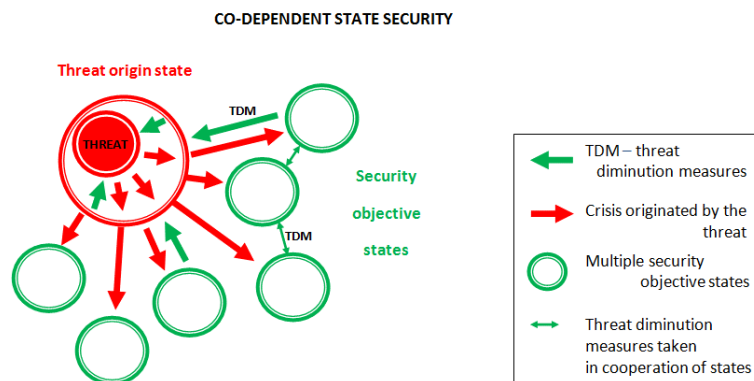 CO-DEPENDENT STATE SECURITY
Threat origin state
TDM
THREAT
Security
objective
states
TDM
TDM – threat
diminution measures
Crisis originated by the
threat
Multiple security
objective states
Threat diminution
measures taken
in cooperation of states